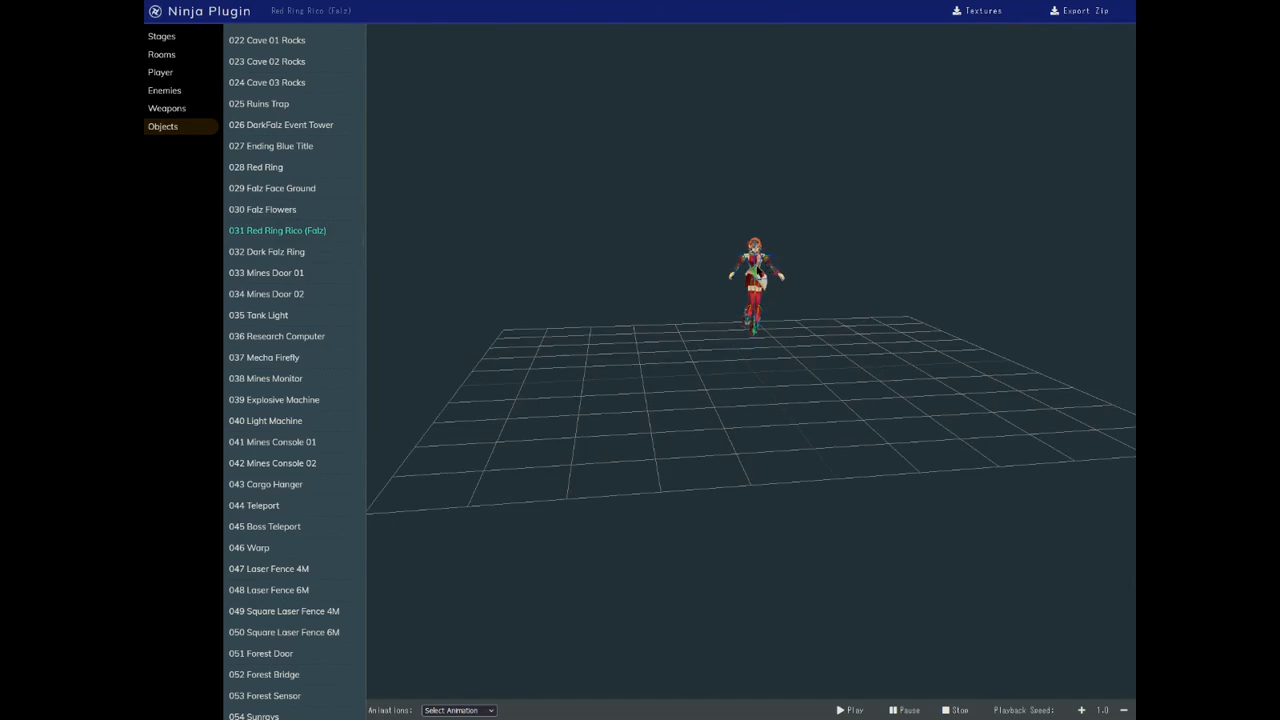 Ninja Plugin
Red Ring Rico (Falz)
Textures
Export Zip
Stages
Rooms
Player
Enemies
Weapons
Objects
022 Cave 01 Rocks
023 Cave 02 Rocks
024 Cave 03 Rocks
025 Ruins Trap
026 DarkFalz Event Tower
027 Ending Blue Title
028 Red Ring
029 Falz Face Ground
030 Falz Flowers
031 Red Ring Rico (Falz)
032 Dark Falz Ring
033 Mines Door 01
034 Mines Door 02
035 Tank Light
036 Research Computer
037 Mecha Firefly
038 Mines Monitor
039 Explosive Machine
040 Light Machine
041 Mines Console 01
042 Mines Console 02
043 Cargo Hanger
044 Teleport
045 Boss Teleport
046 Warp
047 Laser Fence 4M
048 Laser Fence 6M
049 Square Laser Fence 4M
050 Square Laser Fence 6M
051 Forest Door
052 Forest Bridge
053 Forest Sensor
054 Sunrays
Animations:
Select Animation
Play
Pause
Stop
Playback Speed:
+ 1.0 −